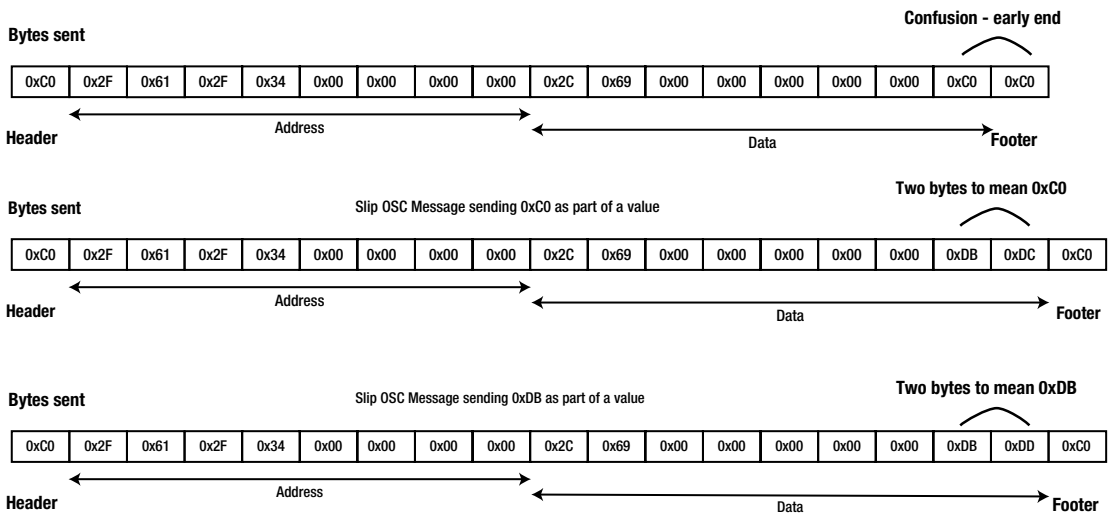 Confusion - early end
Bytes sent
0xC0 0x2F 0x61 0x2F 0x34 0x00 0x00 0x00 0x00 0x2C 0x69 0x00 0x00 0x00 0x00 0x00 0xC0 0xC0
Header Address Data Footer
Two bytes to mean 0xC0
Bytes sent Slip OSC Message sending 0xC0 as part of a value
0xC0 0x2F 0x61 0x2F 0x34 0x00 0x00 0x00 0x00 0x2C 0x69 0x00 0x00 0x00 0x00 0x00 0xDB 0xDC 0xC0
Header Address Data Footer
Two bytes to mean 0xDB
Bytes sent Slip OSC Message sending 0xDB as part of a value
0xC0 0x2F 0x61 0x2F 0x34 0x00 0x00 0x00 0x00 0x2C 0x69 0x00 0x00 0x00 0x00 0x00 0xDB 0xDD 0xC0
Header Address Data Footer